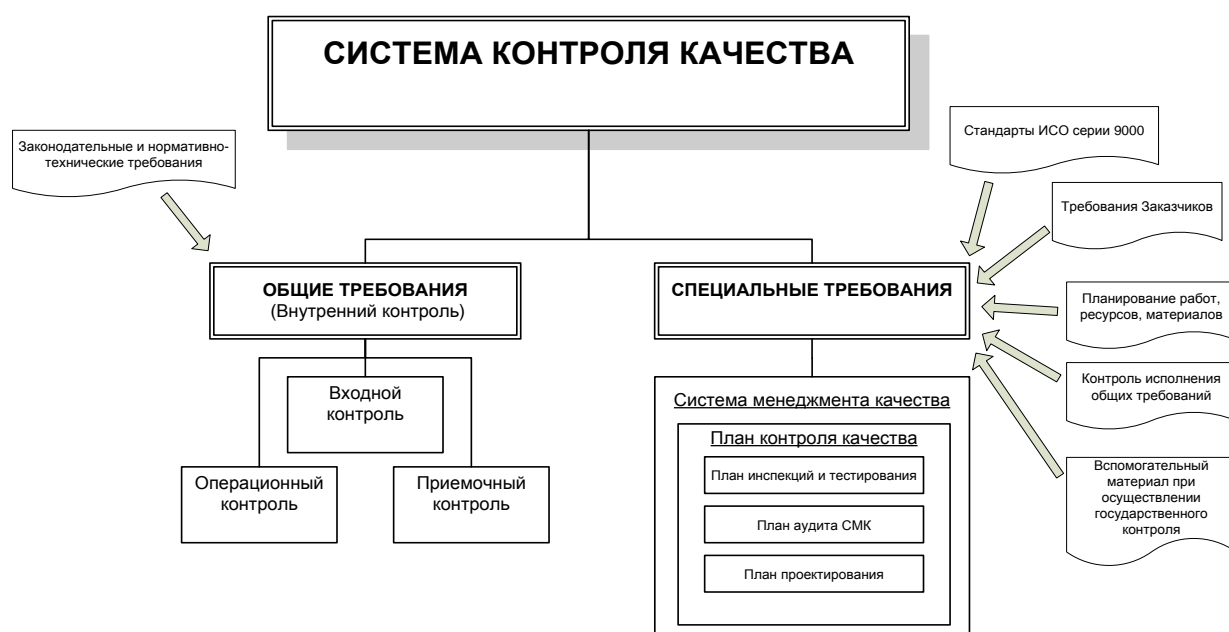 СИСТЕМА КОНТРОЛЯ КАЧЕСТВА
Законодательные и нормативно-
технические требования
Стандарты ИСО серии 9000
Требования Заказчиков
ОБЩИЕ ТРЕБОВАНИЯ
(Внутренний контроль)
СПЕЦИАЛЬНЫЕ ТРЕБОВАНИЯ
Планирование работ,
ресурсов, материалов
Входной
контроль
Операционный
контроль
Приемочный
контроль
Система менеджмента качества
План контроля качества
План инспекций и тестирования
План аудита СМК
План проектирования
Контроль исполнения
общих требований
Вспомогательный
материал при
осуществлении
государственного
контроля